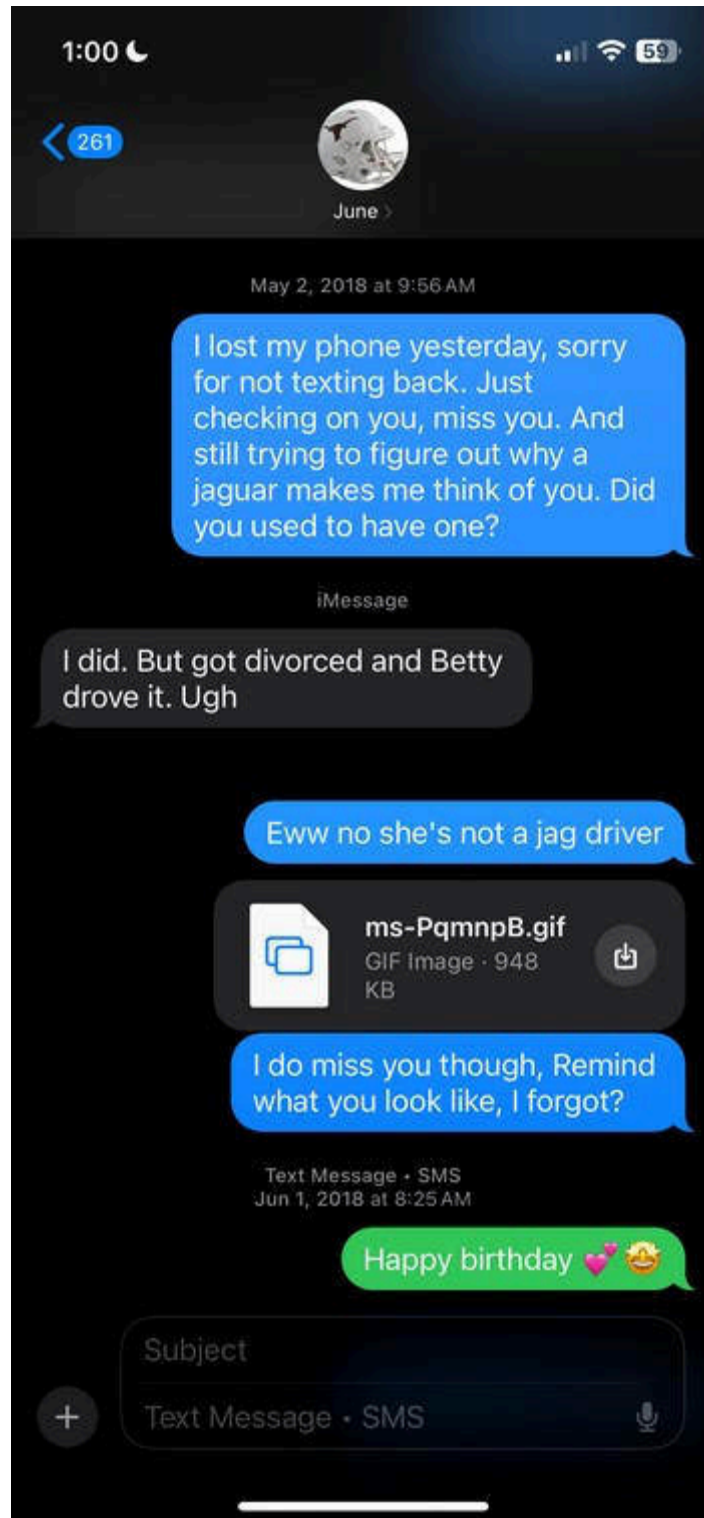 1:00
59
261
June
May 2, 2018 at 9:56 AM
I lost my phone yesterday, sorry
for not texting back. Just
checking on you, miss you. And
still trying to figure out why a
jaguar makes me think of you. Did
you used to have one?
iMessage
I did. But got divorced and Betty
drove it. Ugh
Eww no she's not a jag driver
ms-PqmnpB.gif
GIF Image · 948
KB
I do miss you though, Remind
what you look like, I forgot?
Text Message • SMS
Jun 1, 2018 at 8:25 AM
Happy birthday 💕 🤩
Subject
Text Message • SMS